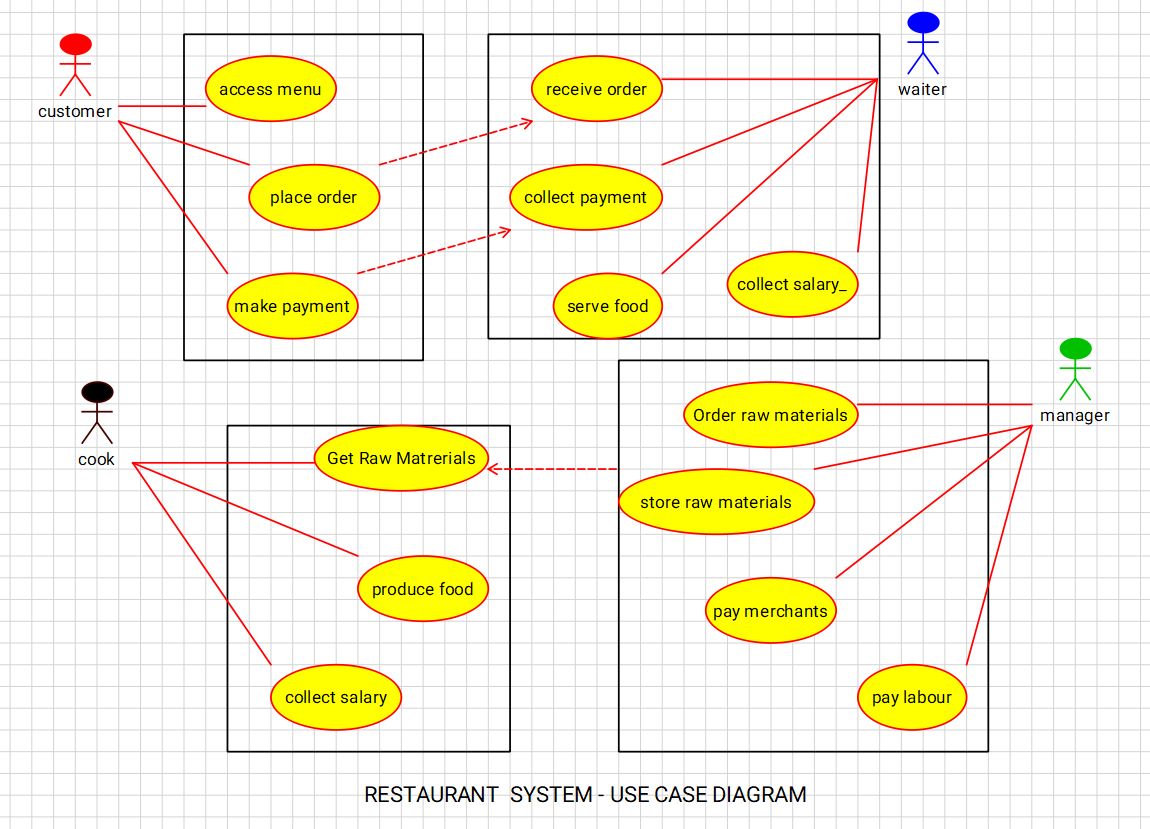 customer
access menu
place order
make payment
receive order
collect payment
serve food
collect salary_
waiter
cook
Get Raw Matrerials
produce food
collect salary
Order raw materials
store raw materials
pay merchants
pay labour
manager
RESTAURANT SYSTEM - USE CASE DIAGRAM